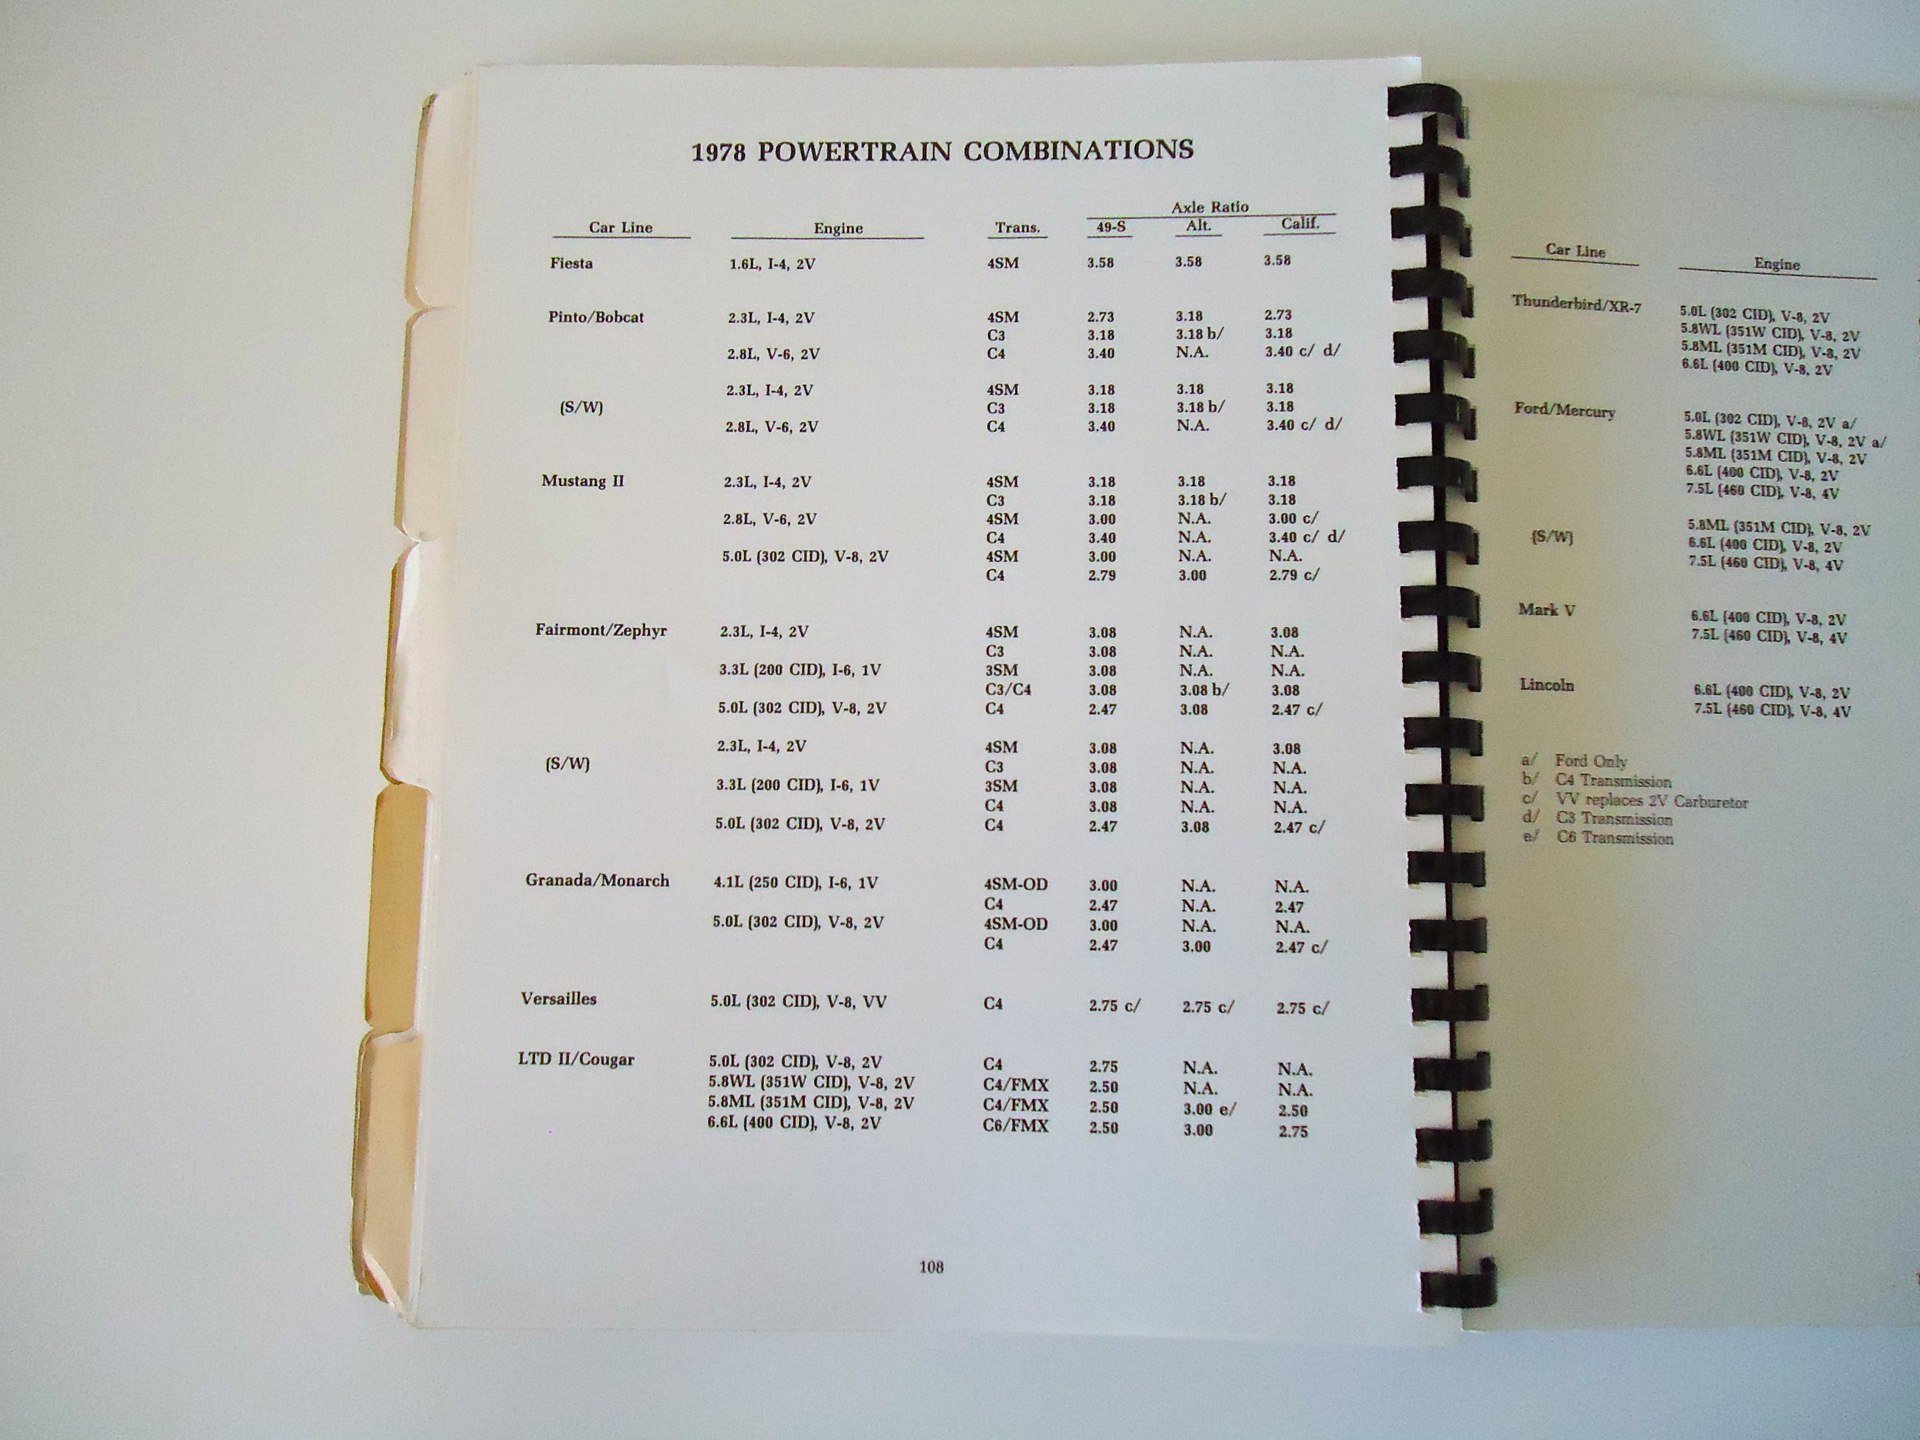 1978 POWERTRAIN COMBINATIONS
Axle Ratio
Car Line Engine Trans. 49-S Alt. Calif.
Fiesta 1.6L, I-4, 2V 4SM 3.58 3.58 3.58
Pinto/Bobcat 2.3L, I-4, 2V 4SM 2.73 3.18 2.73
C3 3.18 3.18 b/ 3.18
2.8L, V-6, 2V C4 3.40 N.A. 3.40 c/ d/
2.3L, I-4, 2V 4SM 3.18 3.18 3.18
(S/W) C3 3.18 3.18 b/ 3.18
2.8L, V-6, 2V C4 3.40 N.A. 3.40 c/ d/
Mustang II 2.3L, I-4, 2V 4SM 3.18 3.18 3.18
C3 3.18 3.18 b/ 3.18
2.8L, V-6, 2V 4SM 3.00 N.A. 3.00 c/
C4 3.40 N.A. 3.40 c/ d/
5.0L (302 CID), V-8, 2V 4SM 3.00 N.A. N.A.
C4 2.79 3.00 2.79 c/
Fairmont/Zephyr 2.3L, I-4, 2V 4SM 3.08 N.A. 3.08
C3 3.08 N.A. N.A.
3.3L (200 CID), I-6, 1V 3SM 3.08 N.A. N.A.
C3/C4 3.08 3.08 b/ 3.08
5.0L (302 CID), V-8, 2V C4 2.47 3.08 2.47 c/
2.3L, I-4, 2V 4SM 3.08 N.A. 3.08
(S/W) C3 3.08 N.A. N.A.
3.3L (200 CID), I-6, 1V 3SM 3.08 N.A. N.A.
C4 3.08 N.A. N.A.
5.0L (302 CID), V-8, 2V C4 2.47 3.08 2.47 c/
Granada/Monarch 4.1L (250 CID), I-6, 1V 4SM-OD 3.00 N.A. N.A.
C4 2.47 N.A. 2.47
5.0L (302 CID), V-8, 2V 4SM-OD 3.00 N.A. N.A.
C4 2.47 3.00 2.47 c/
Versailles 5.0L (302 CID), V-8, VV C4 2.75 c/ 2.75 c/ 2.75 c/
LTD II/Cougar 5.0L (302 CID), V-8, 2V C4 2.75 N.A. N.A.
5.8WL (351W CID), V-8, 2V C4/FMX 2.50 N.A. N.A.
5.8ML (351M CID), V-8, 2V C4/FMX 2.50 3.00 e/ 2.50
6.6L (400 CID), V-8, 2V C6/FMX 2.50 3.00 2.75
108
Car Line Engine
Thunderbird/XR-7 5.0L (302 CID), V-8, 2V
5.8WL (351W CID), V-8, 2V
5.8ML (351M CID), V-8, 2V
6.6L (400 CID), V-8, 2V
Ford/Mercury 5.0L (302 CID), V-8, 2V a/
5.8WL (351W CID), V-8, 2V a/
5.8ML (351M CID), V-8, 2V
6.6L (400 CID), V-8, 2V
7.5L (460 CID), V-8, 4V
5.8ML (351M CID), V-8, 2V
(S/W) 6.6L (400 CID), V-8, 2V
7.5L (460 CID), V-8, 4V
Mark V 6.6L (400 CID), V-8, 2V
7.5L (460 CID), V-8, 4V
Lincoln 6.6L (400 CID), V-8, 2V
7.5L (460 CID), V-8, 4V
a/ Ford Only
b/ C4 Transmission
c/ VV replaces 2V Carburetor
d/ C3 Transmission
e/ C6 Transmission